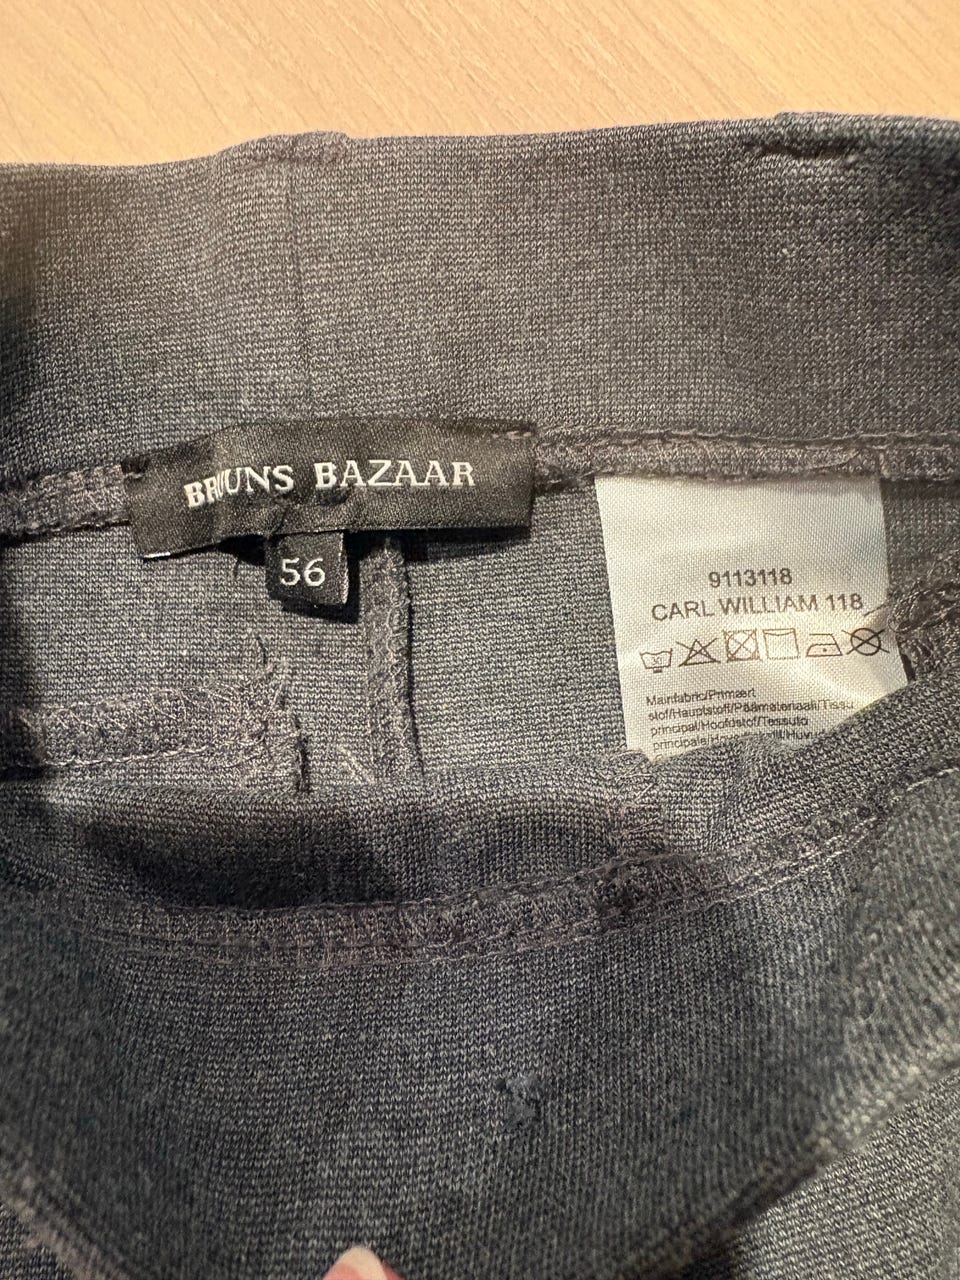 BRUUNS BAZAAR
56
9113118
CARL WILLIAM 118
Mainfabric/Primært
stof/Hauptstoff/Päämateriaali/Tissu
principal/Hoofdstof/Tessuto